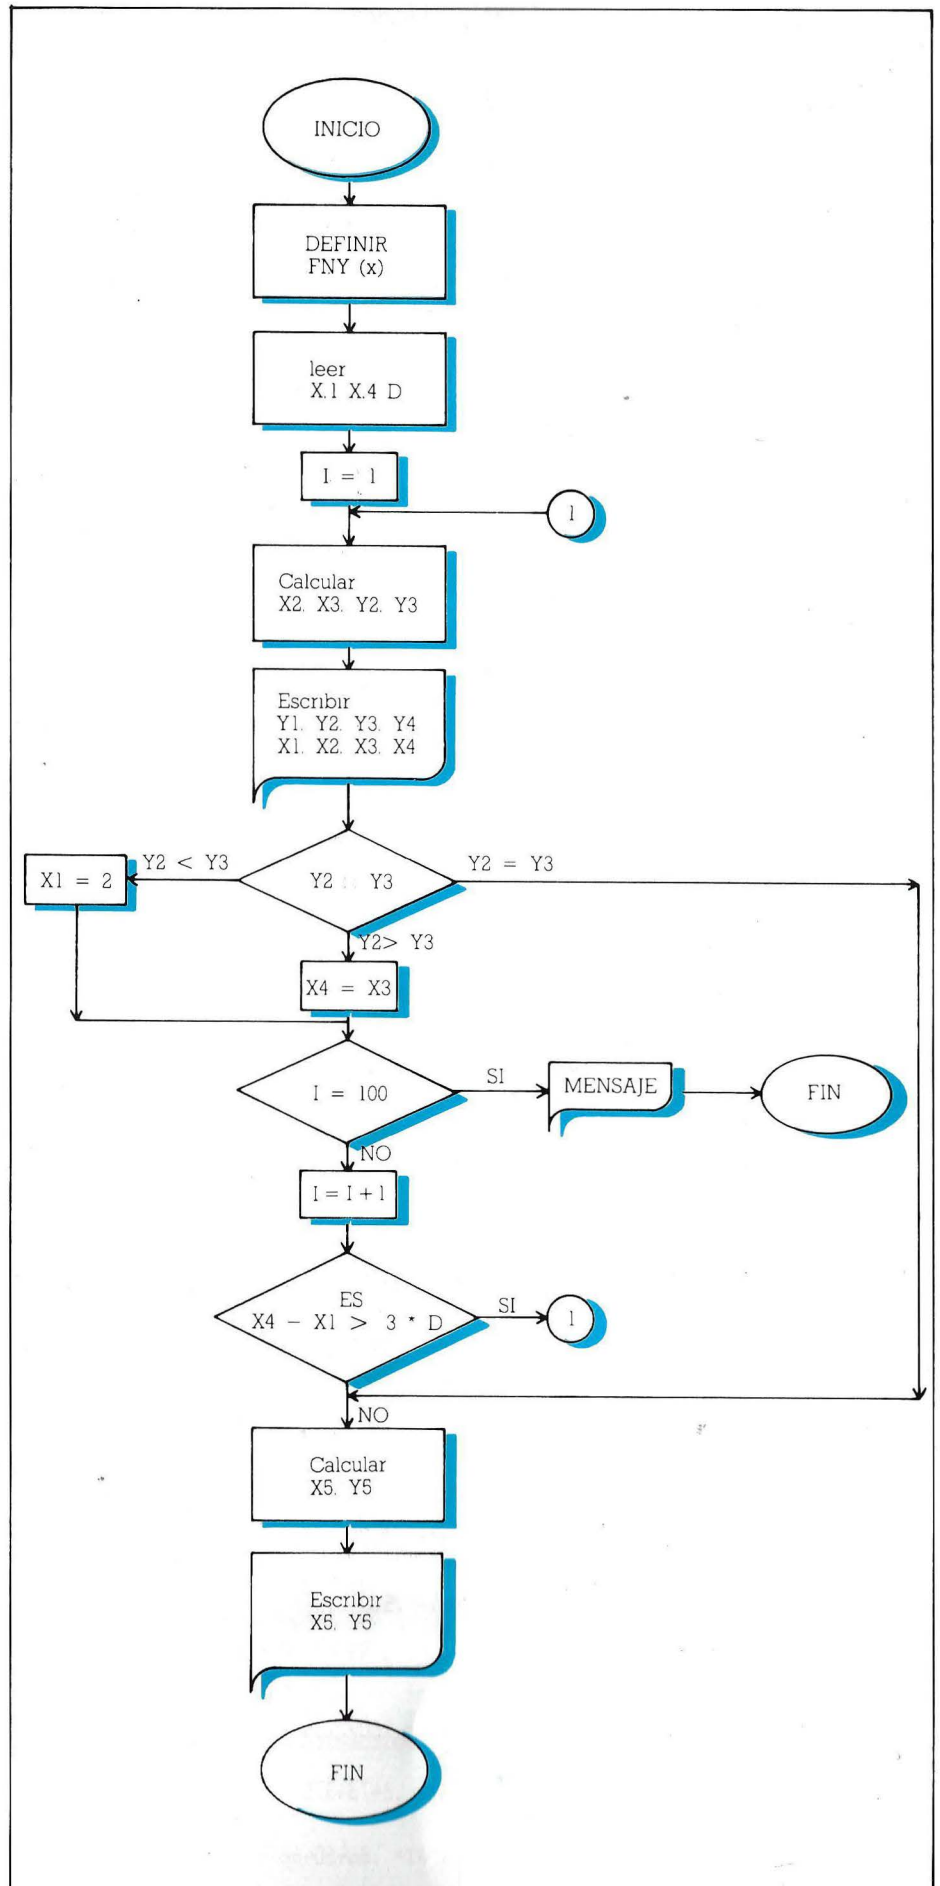 INICIO
DEFINIR
FNY (x)
leer
X.1 X.4 D
I = 1
1
Calcular
X2. X3. Y2. Y3
Escribir
Y1. Y2. Y3. Y4
X1. X2. X3. X4
Y2 < Y3
Y2 : Y3
Y2 = Y3
X1 = 2
Y2> Y3
X4 = X3
I = 100
SI
MENSAJE
FIN
NO
I = I + 1
ES
X4 - X1 > 3 * D
SI
1
NO
Calcular
X5. Y5
Escribir
X5. Y5
FIN